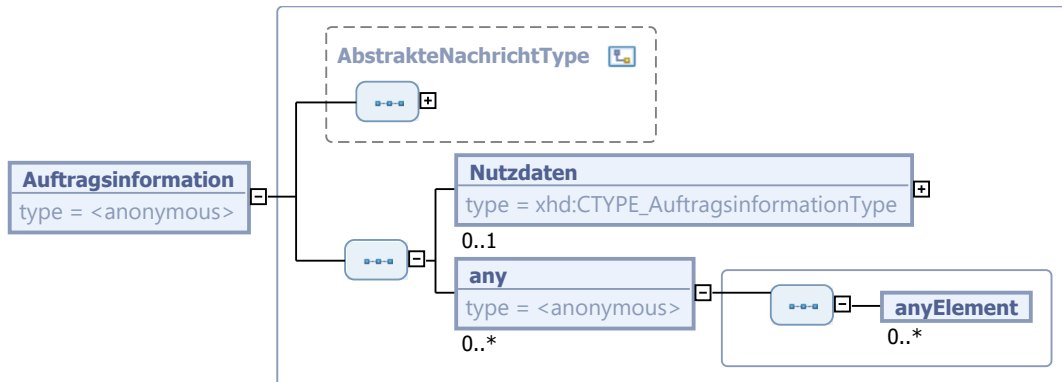 AbstrakteNachrichtType
Auftragsinformation
type = <anonymous>
Nutzdaten
type = xhd:CTYPE_AuftragsinformationType
0..1
any
type = <anonymous>
0..*
anyElement
0..*